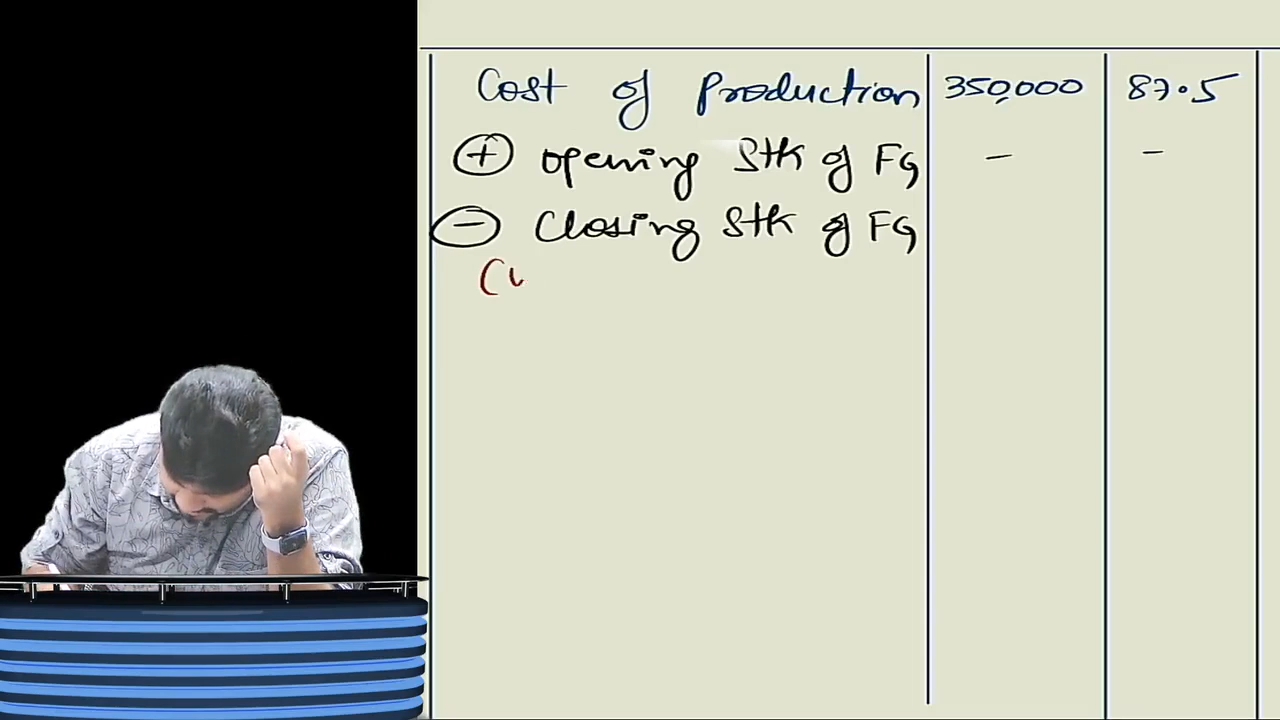 Cost of production 350,000 87.5
+ opening Stk of FG - -
- Closing Stk of FG
(